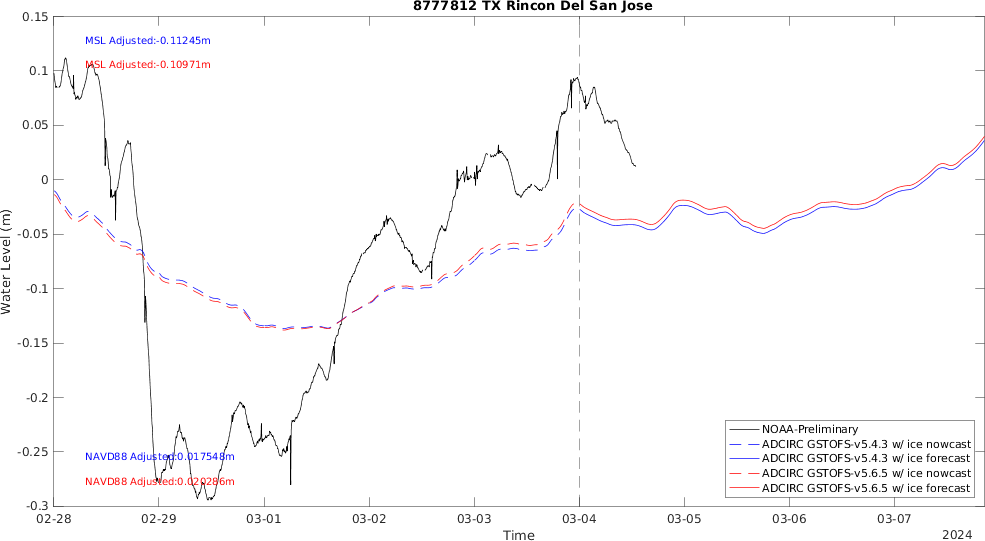 8777812 TX Rincon Del San Jose
MSL Adjusted:-0.11245m
MSL Adjusted:-0.10971m
NAVD88 Adjusted:0.017548m
NAVD88 Adjusted:0.020286m
Water Level (m)
0.15
0.1
0.05
0
-0.05
-0.1
-0.15
-0.2
-0.25
-0.3
NOAA-Preliminary
ADCIRC GSTOFS-v5.4.3 w/ ice nowcast
ADCIRC GSTOFS-v5.4.3 w/ ice forecast
ADCIRC GSTOFS-v5.6.5 w/ ice nowcast
ADCIRC GSTOFS-v5.6.5 w/ ice forecast
02-28 02-29 03-01 03-02 03-03 03-04 03-05 03-06 03-07
Time
2024